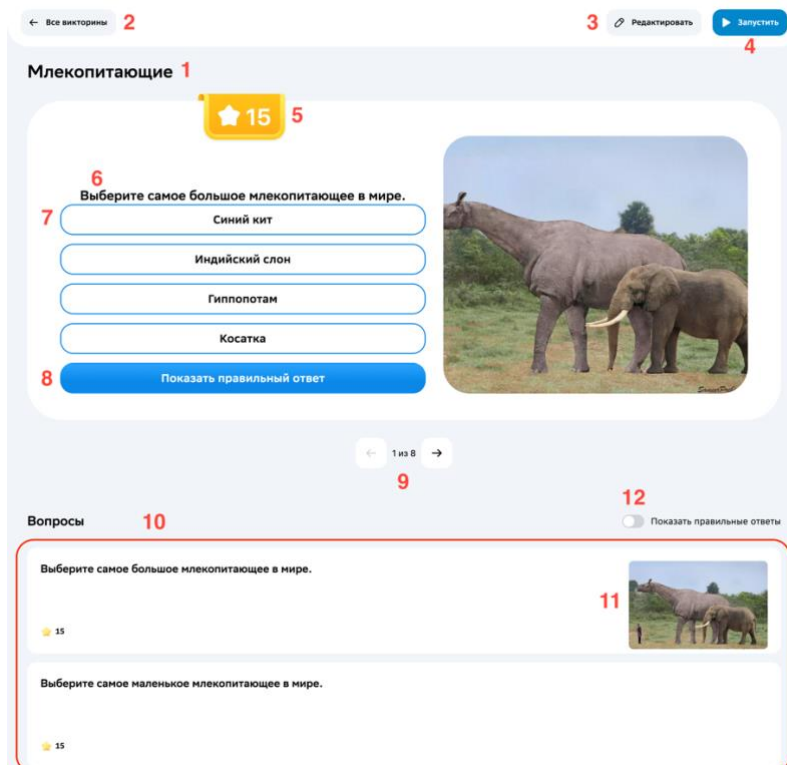 ← Все викторины 2
3 Редактировать
Запустить
4
Млекопитающие 1
15 5
6
Выберите самое большое млекопитающее в мире.
7 Синий кит
Индийский слон
Гиппопотам
Косатка
8 Показать правильный ответ
← 1 из 8 →
9
12
Вопросы 10
Показать правильные ответы
Выберите самое большое млекопитающее в мире.
11
15
Выберите самое маленькое млекопитающее в мире.
15